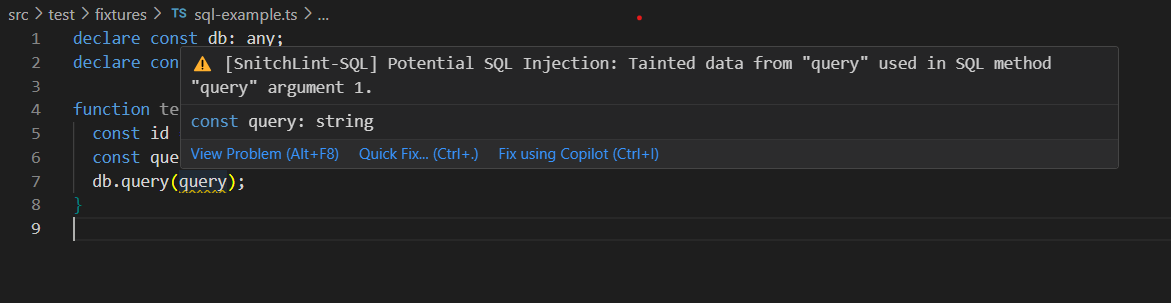 src > test > fixtures > TS sql-example.ts > ...
1 declare const db: any;
2 declare con
⚠ [SnitchLint-SQL] Potential SQL Injection: Tainted data from "query" used in SQL method
"query" argument 1.
3
const query: string
4 function te
5 const id
6 const que
View Problem (Alt+F8) Quick Fix... (Ctrl+.) Fix using Copilot (Ctrl+I)
7 db.query(query);
8 }
9